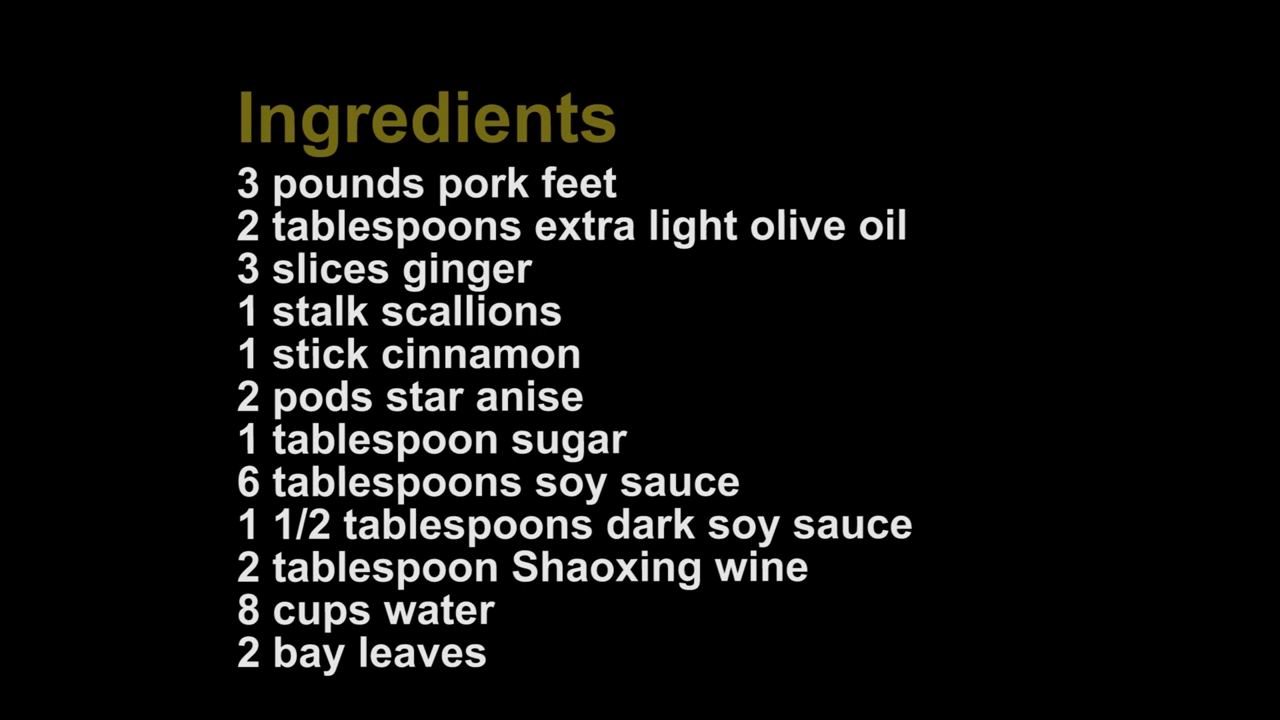 Ingredients
3 pounds pork feet
2 tablespoons extra light olive oil
3 slices ginger
1 stalk scallions
1 stick cinnamon
2 pods star anise
1 tablespoon sugar
6 tablespoons soy sauce
1 1/2 tablespoons dark soy sauce
2 tablespoon Shaoxing wine
8 cups water
2 bay leaves